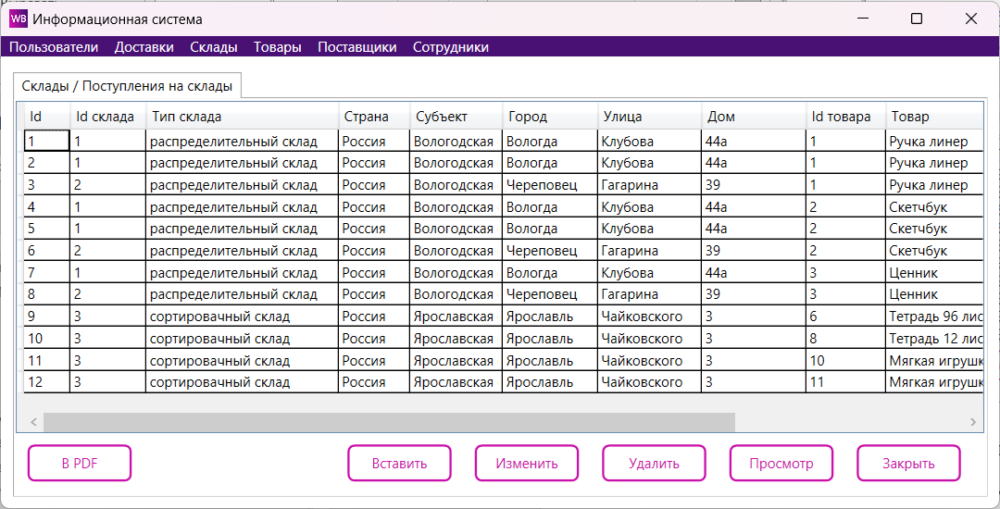 WB Информационная система
Пользователи Доставки Склады Товары Поставщики Сотрудники
Склады / Поступления на склады
Id Id склада Тип склада Страна Субъект Город Улица Дом Id товара Товар
1 1 распределительный склад Россия Вологодская Вологда Клубова 44а 1 Ручка линер
2 1 распределительный склад Россия Вологодская Вологда Клубова 44а 1 Ручка линер
3 2 распределительный склад Россия Вологодская Череповец Гагарина 39 1 Ручка линер
4 1 распределительный склад Россия Вологодская Вологда Клубова 44а 2 Скетчбук
5 1 распределительный склад Россия Вологодская Вологда Клубова 44а 2 Скетчбук
6 2 распределительный склад Россия Вологодская Череповец Гагарина 39 2 Скетчбук
7 1 распределительный склад Россия Вологодская Вологда Клубова 44а 3 Ценник
8 2 распределительный склад Россия Вологодская Череповец Гагарина 39 3 Ценник
9 3 сортировачный склад Россия Ярославская Ярославль Чайковского 3 6 Тетрадь 96 лис
10 3 сортировачный склад Россия Ярославская Ярославль Чайковского 3 8 Тетрадь 12 лис
11 3 сортировачный склад Россия Ярославская Ярославль Чайковского 3 10 Мягкая игрушк
12 3 сортировачный склад Россия Ярославская Ярославль Чайковского 3 11 Мягкая игрушк
В PDF Вставить Изменить Удалить Просмотр Закрыть